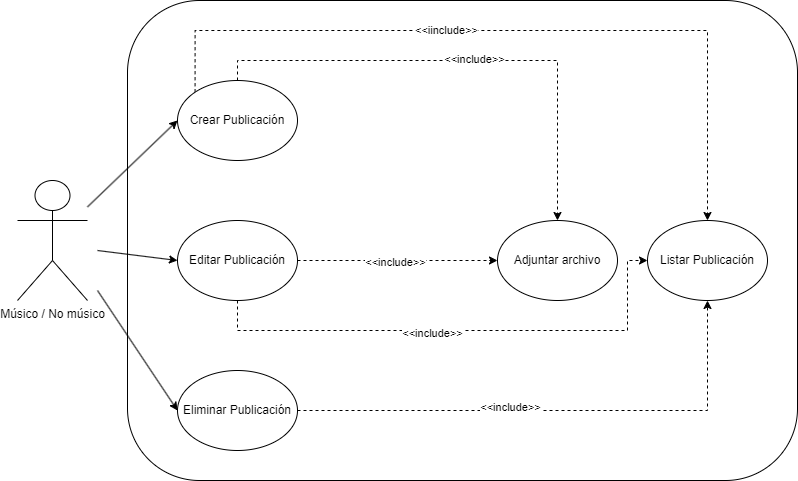 <<iinclude>>
<<include>>
Crear Publicación
Editar Publicación
<<include>>
Adjuntar archivo
Listar Publicación
Músico / No músico
<<include>>
Eliminar Publicación
<<include>>